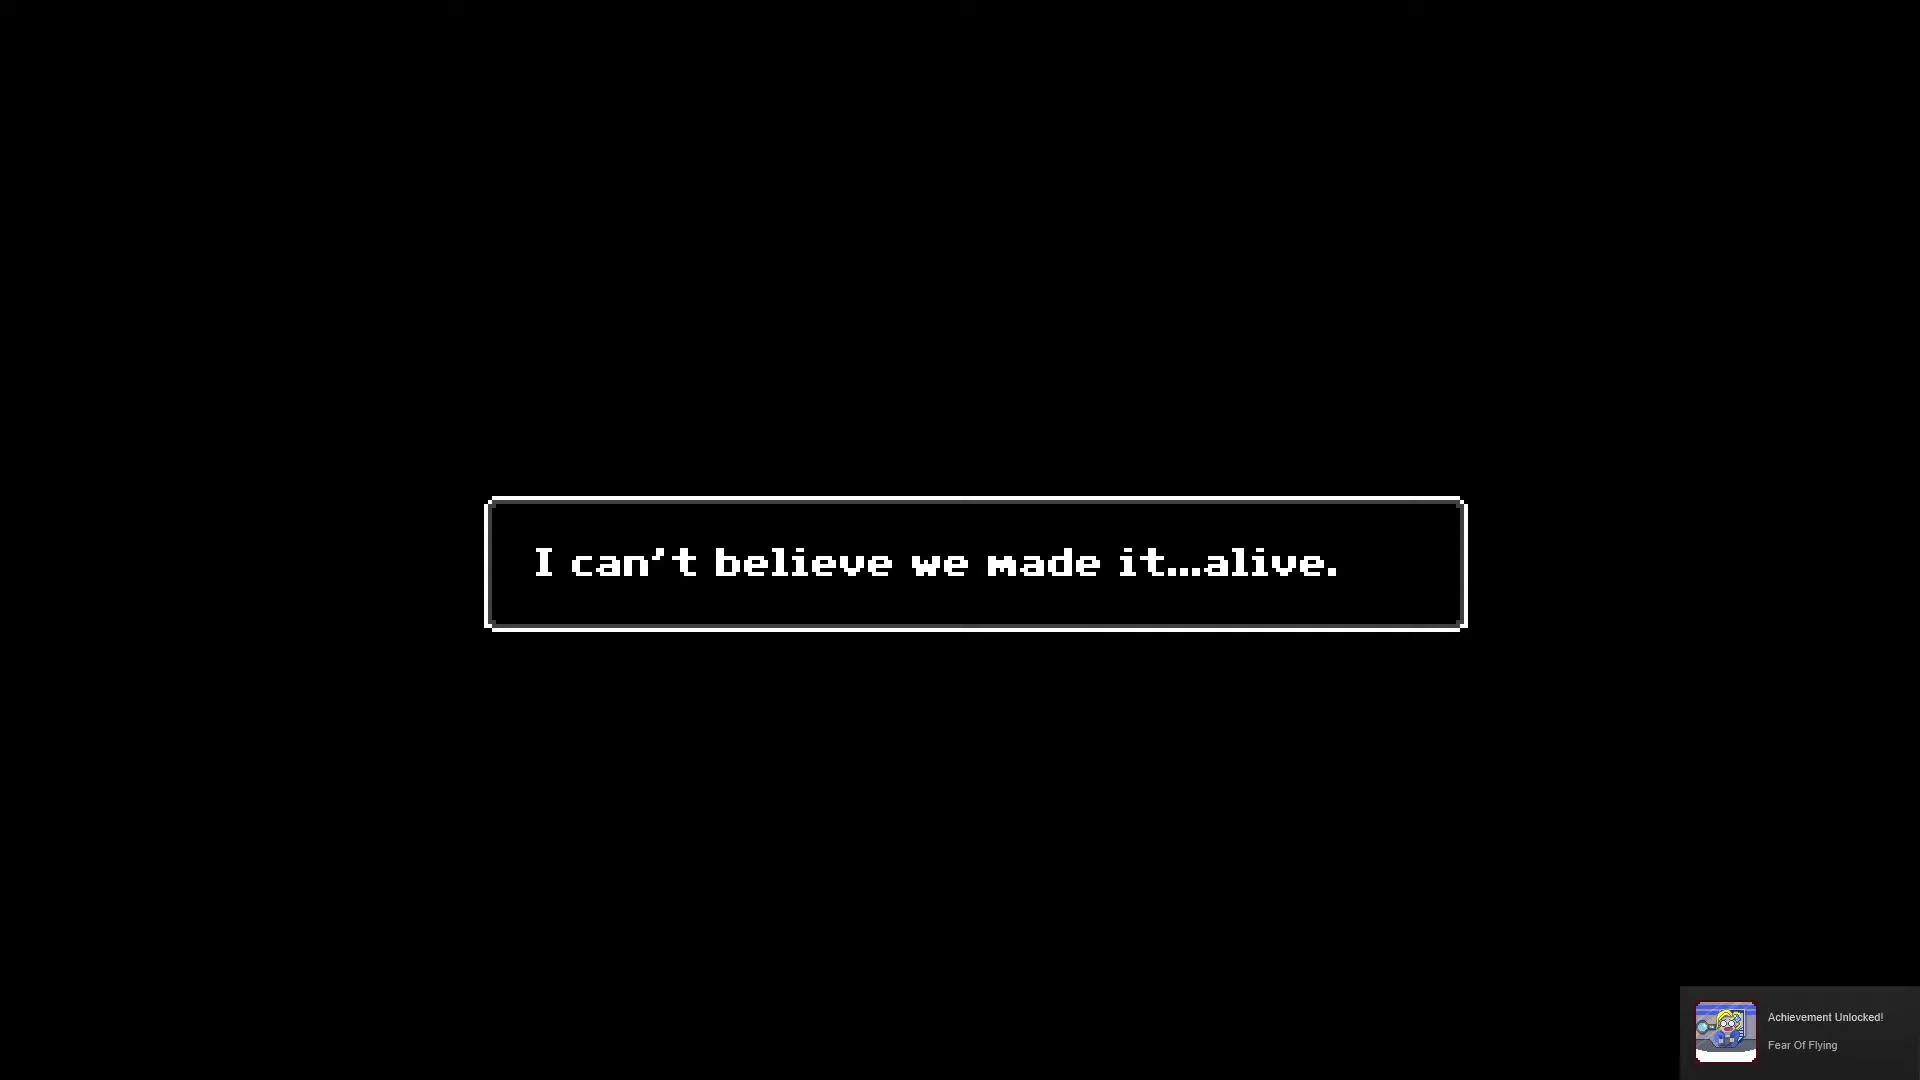 I can't believe we made it...alive.
Achievement Unlocked!
Fear Of Flying